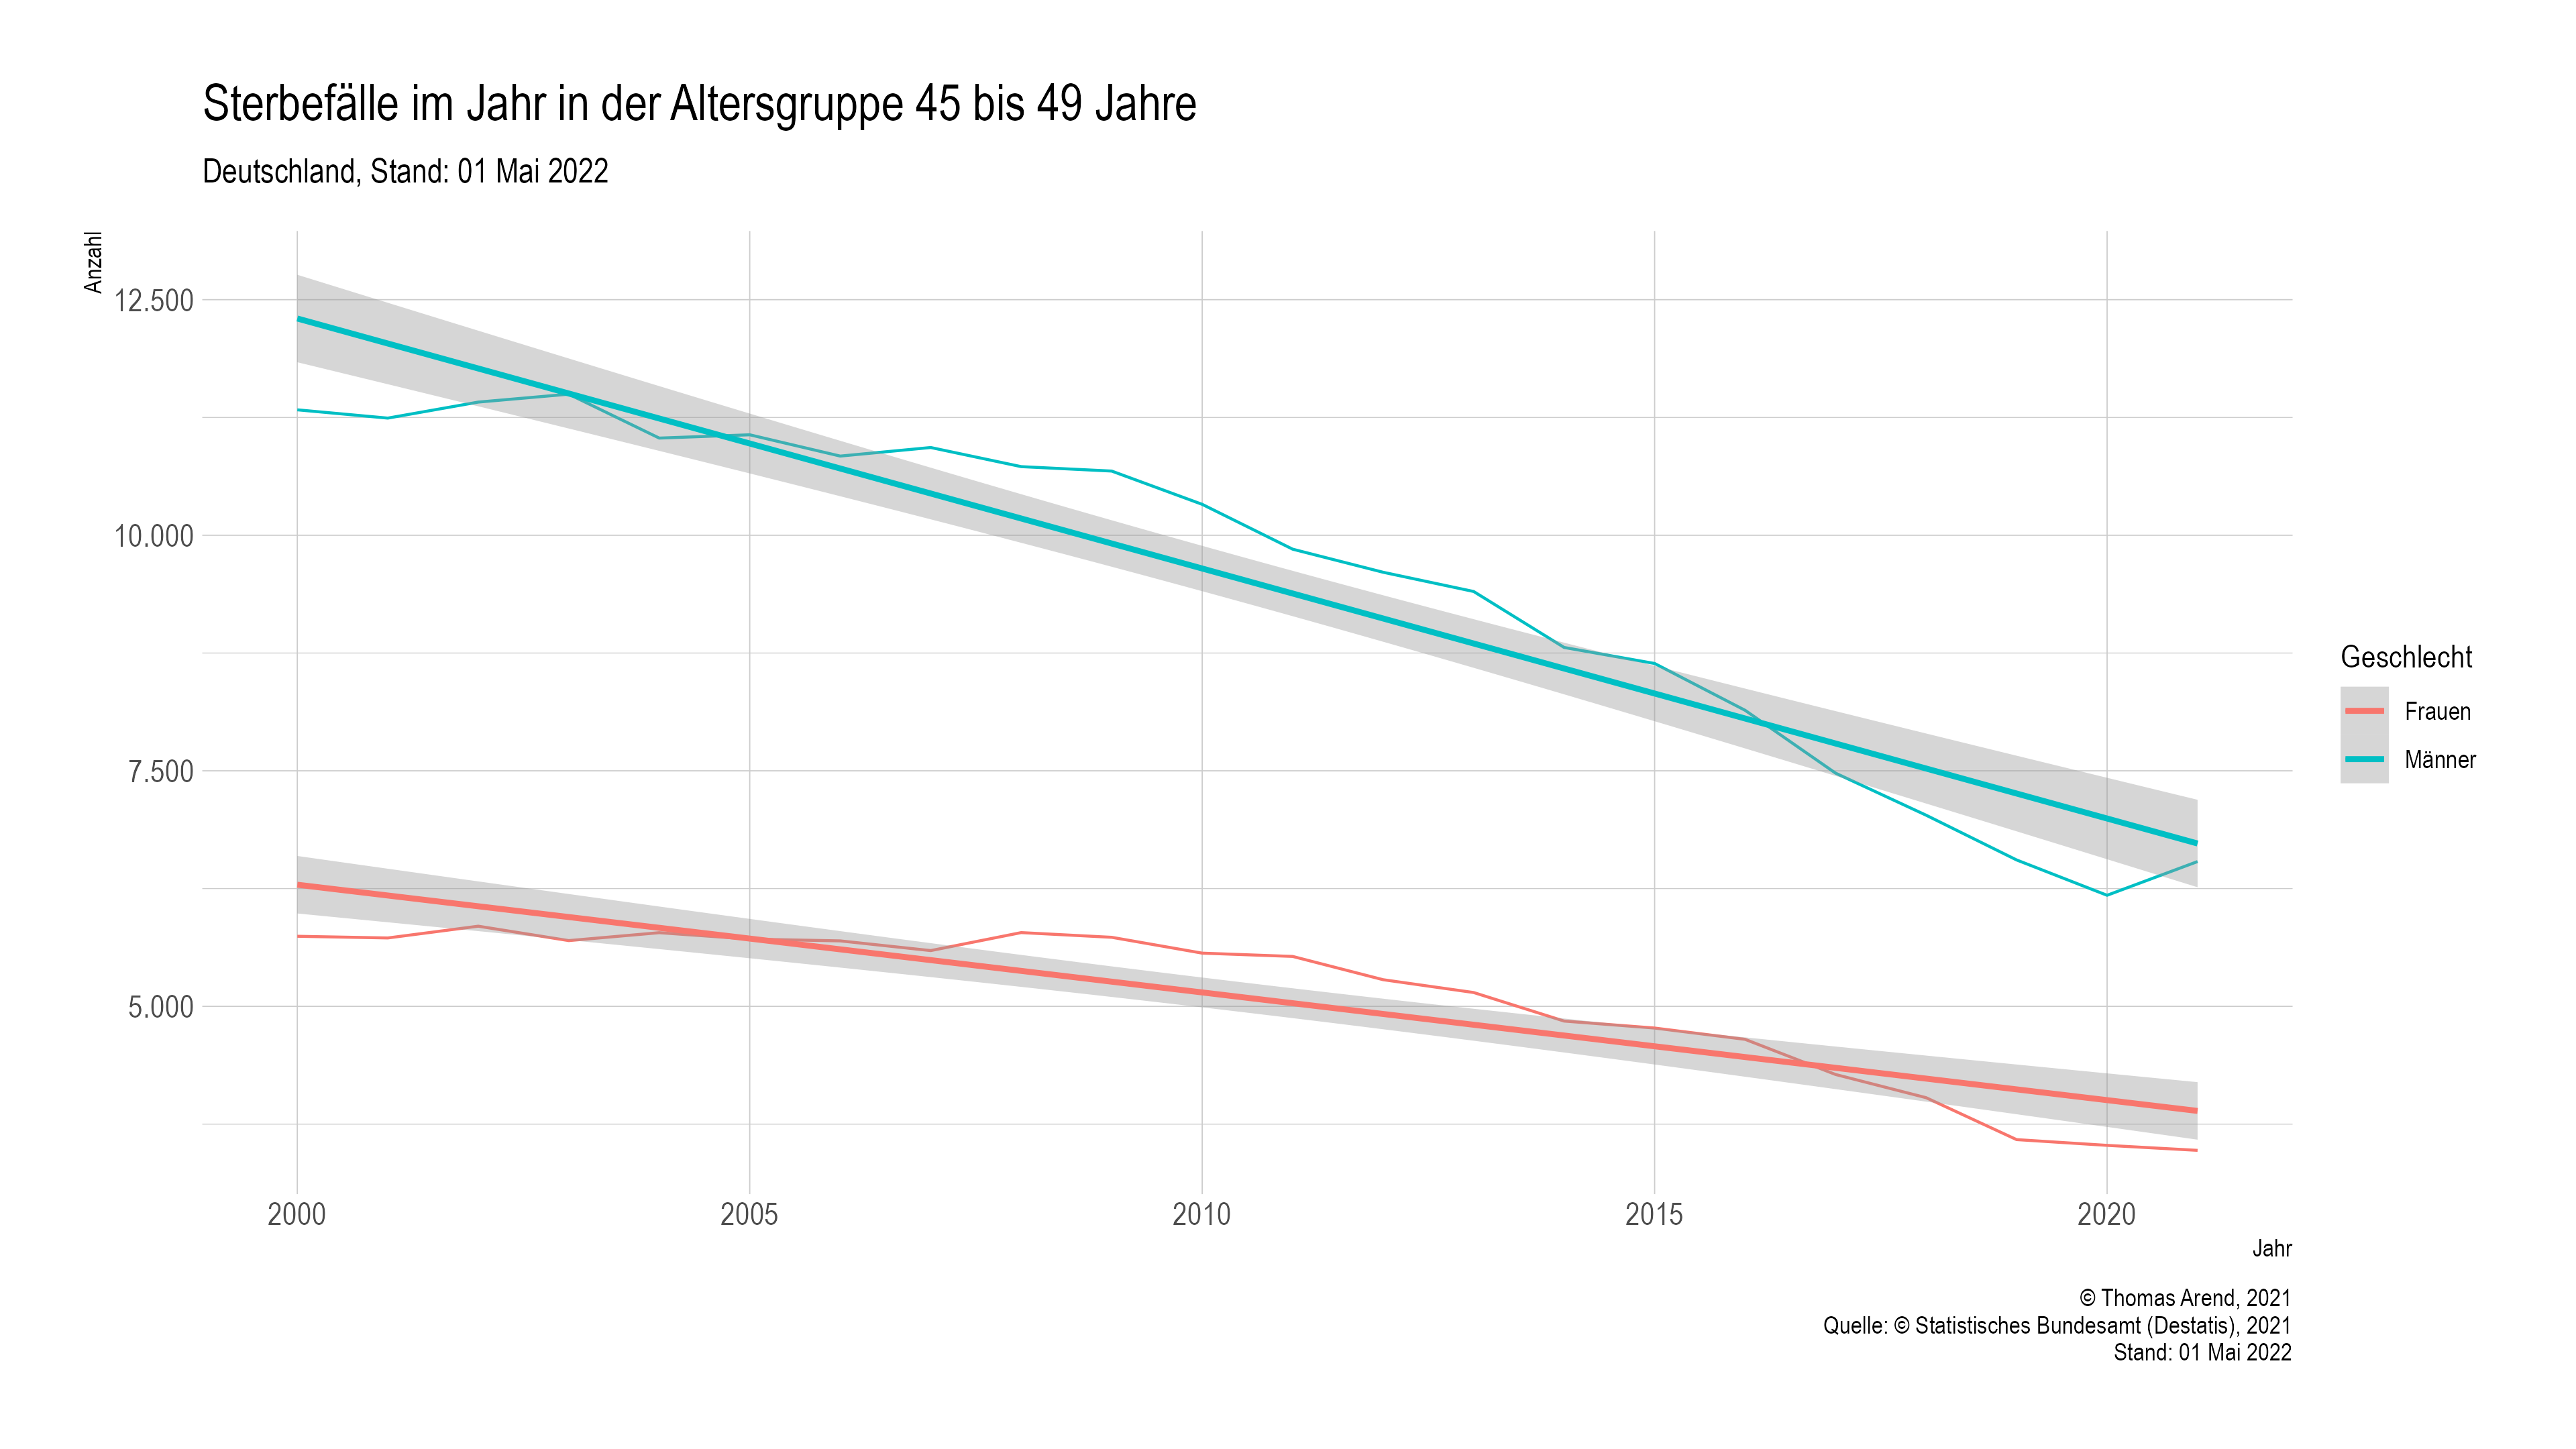 Sterbefälle im Jahr in der Altersgruppe 45 bis 49 Jahre
Deutschland, Stand: 01 Mai 2022
Anzahl
12.500
10.000
7.500
5.000
2000 2005 2010 2015 2020
Jahr
Geschlecht
Frauen
Männer
© Thomas Arend, 2021
Quelle: © Statistisches Bundesamt (Destatis), 2021
Stand: 01 Mai 2022